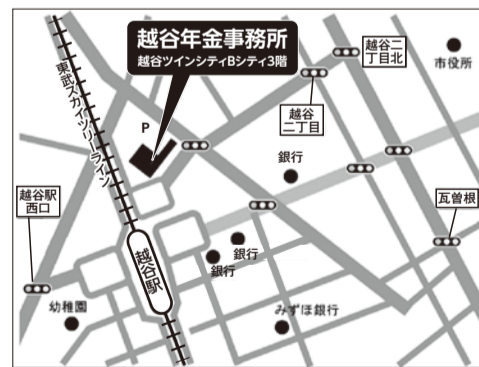 越谷年金事務所
越谷ツインシティBシティ3階
越谷二
丁目北
市役所
東武スカイツリーライン
P
越谷
二丁目
銀行
越谷駅
西口
瓦曽根
銀行
銀行
越谷駅
幼稚園
みずほ銀行